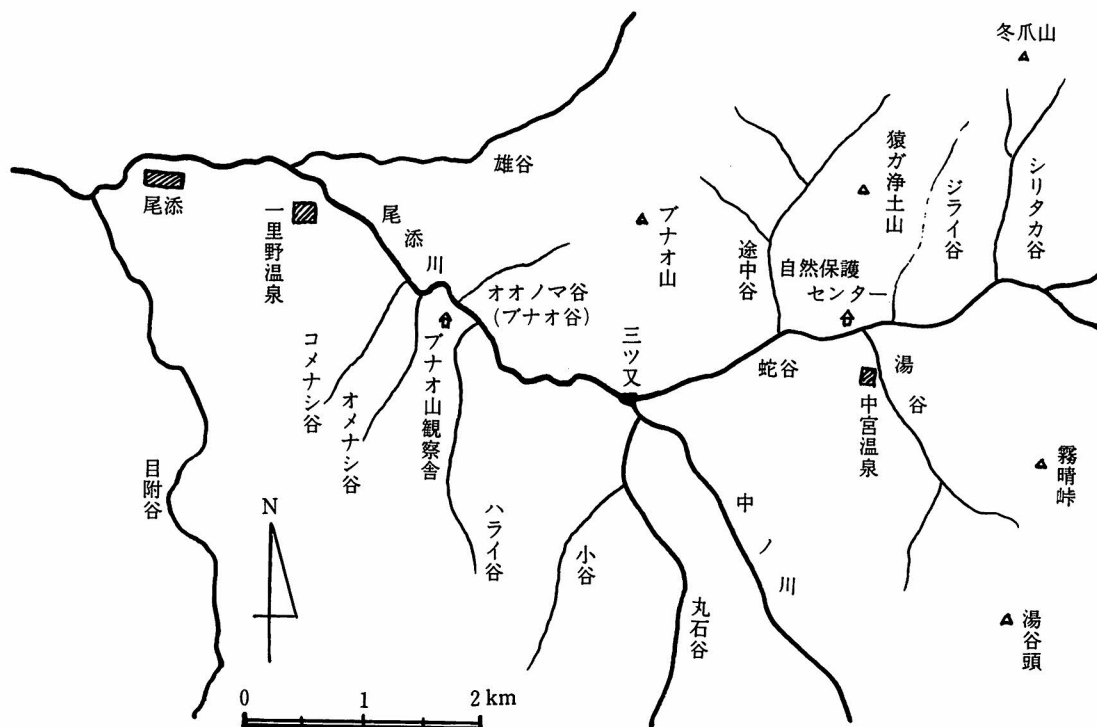 冬爪山
雄谷
尾添
一里野温泉
尾添川
オオノマ谷
(ブナオ谷)
ブナオ山
途中谷
猿ガ浄土山
ジライ谷
シリタカ谷
自然保護
センター
コメナシ谷
オメナシ谷
ブナオ山観察舎
三ツ又
蛇谷
湯谷
中宮温泉
霧晴峠
目附谷
ハライ谷
小谷
丸石谷
中ノ川
湯谷頭
N
0 1 2 km